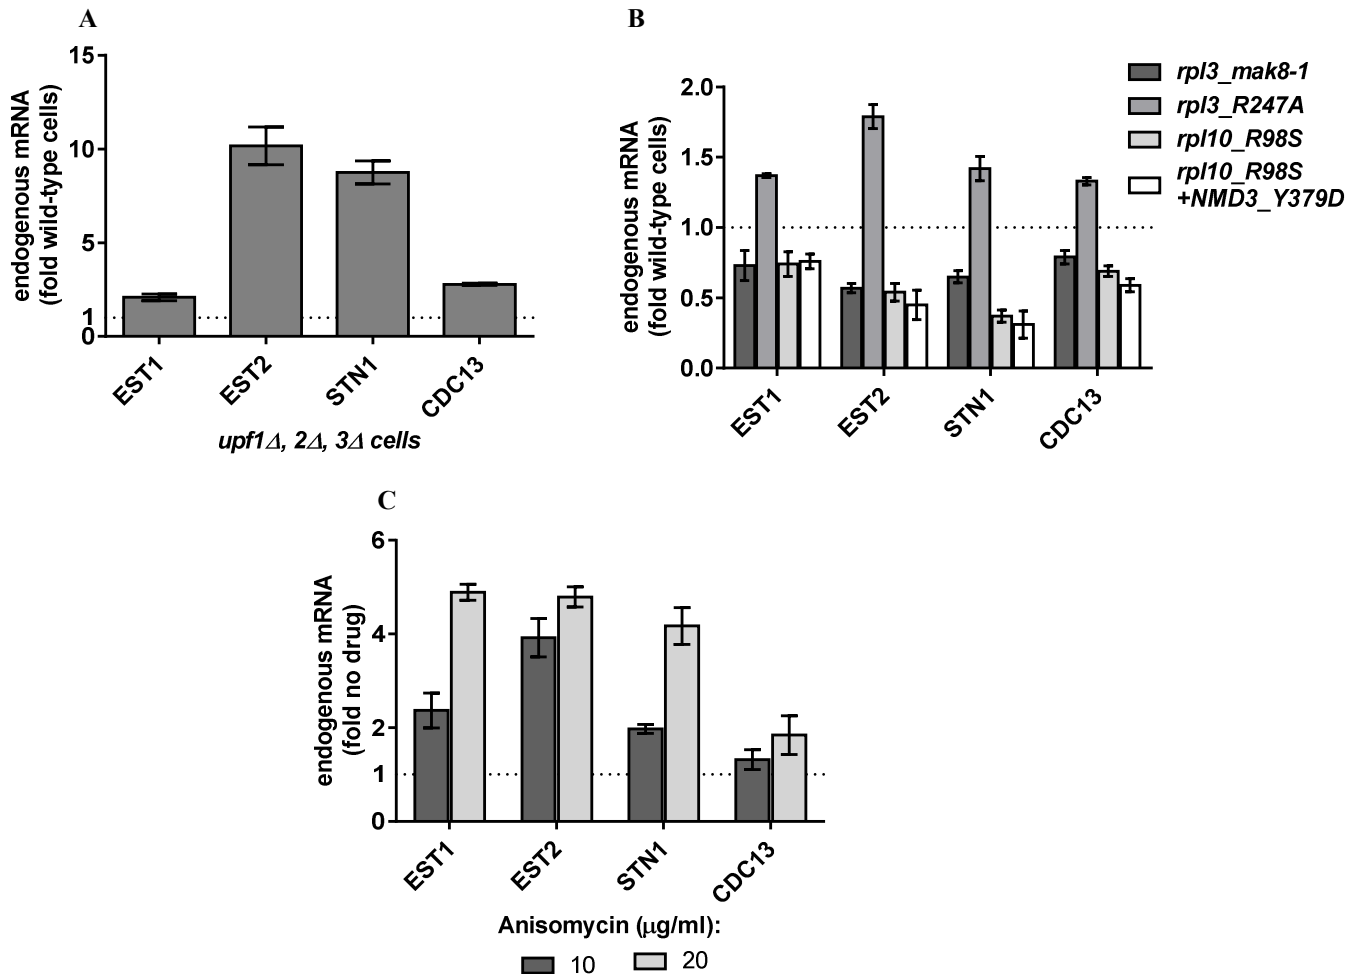 A
endogenous mRNA
(fold wild-type cells)
15
10
5
1
0
EST1
EST2
STN1
CDC13
upf1Δ, 2Δ, 3Δ cells
B
endogenous mRNA
(fold wild-type cells)
2.0
1.5
1.0
0.5
0.0
EST1
EST2
STN1
CDC13
rpl3_mak8-1
rpl3_R247A
rpl10_R98S
rpl10_R98S
+NMD3_Y379D
C
endogenous mRNA
(fold no drug)
6
4
2
1
0
EST1
EST2
STN1
CDC13
Anisomycin (μg/ml):
10
20